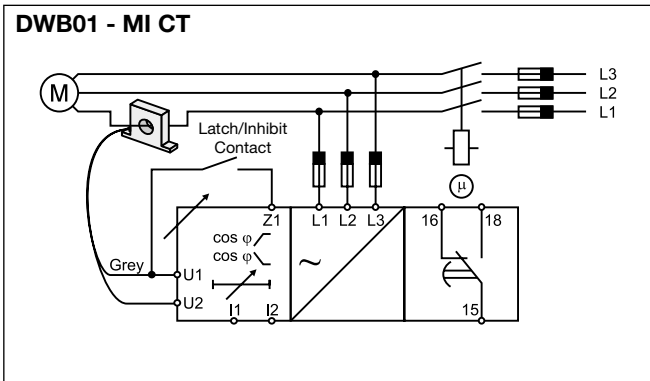 DWB01 - MI CT
L3
M
L2
L1
Latch/Inhibit
Contact
μ
Z1
L1
L2
L3
16
18
cos φ
cos φ
~
Grey
U1
U2
I1
I2
15